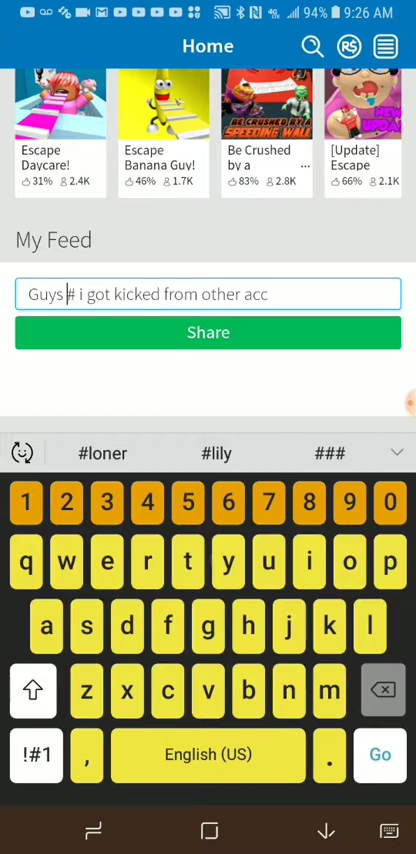 94% 9:26 AM
Home
RS
BE CRUSHED BY A
SPEEDING WALL
NEW
Escape
Daycare!
31% 2.4K
Escape
Banana Guy!
46% 1.7K
Be Crushed
by a ...
83% 2.8K
[Update]
Escape
66% 2.1K
My Feed
Guys # i got kicked from other acc
Share
#loner #lily ###
1 2 3 4 5 6 7 8 9 0
q w e r t y u i o p
a s d f g h j k l
z x c v b n m
!#1 , English (US) . Go